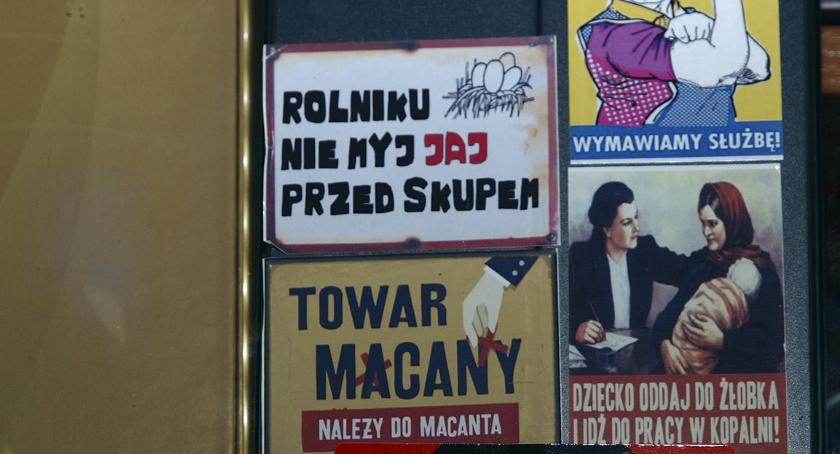 ROLNIKU
NIE MYJ JAJ
PRZED SKUPEM
TOWAR
MACANY
NALEŻY DO MACANTA
WYMAWIAMY SŁUŻBĘ!
DZIECKO ODDAJ DO ŻŁOBKA
I IDŹ DO PRACY W KOPALNI!